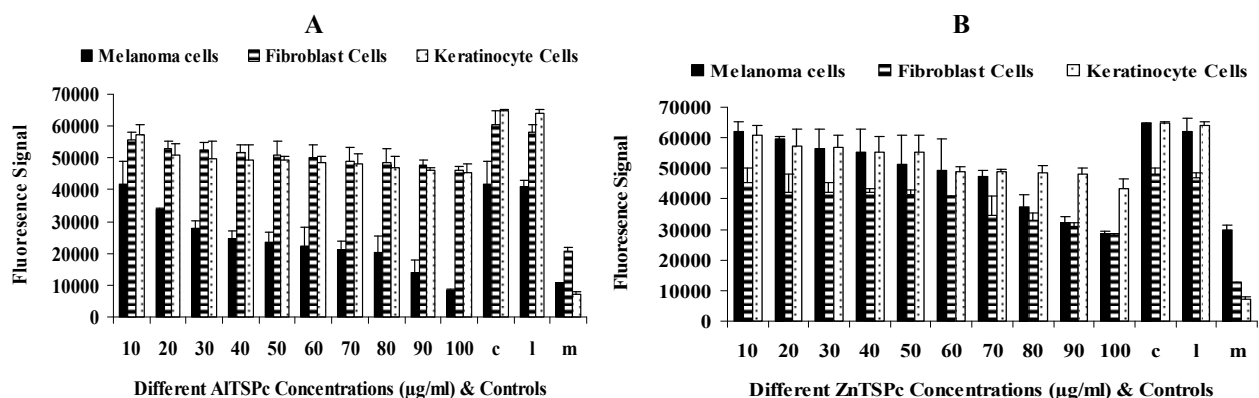 A
Melanoma cells Fibroblast Cells Keratinocyte Cells
Fluoresence Signal
70000
60000
50000
40000
30000
20000
10000
0
10 20 30 40 50 60 70 80 90 100 c l m
Different AlTSPc Concentrations (µg/ml) & Controls
B
Melanoma cells Fibroblast Cells Keratinocyte Cells
Fluoresence Signal
70000
60000
50000
40000
30000
20000
10000
0
10 20 30 40 50 60 70 80 90 100 c l m
Different ZnTSPc Concentrations (µg/ml) & Controls